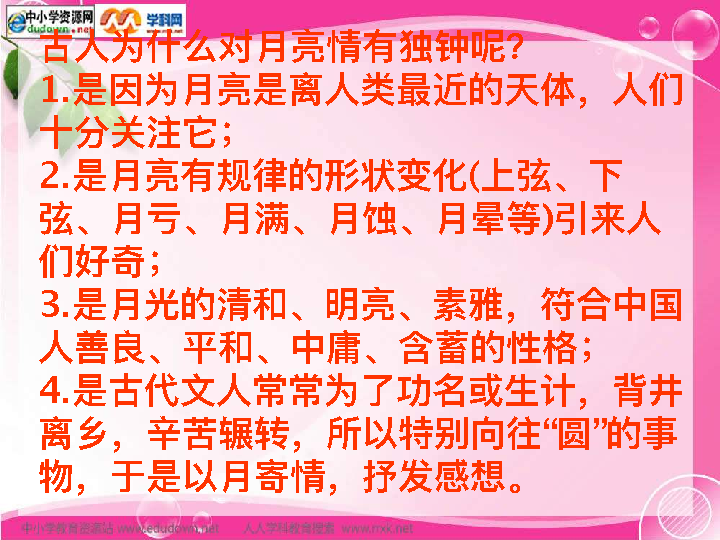 中小学资源网
edudown.net
学科网
古人为什么对月亮情有独钟呢？
1.是因为月亮是离人类最近的天体，人们
十分关注它；
2.是月亮有规律的形状变化(上弦、下
弦、月亏、月满、月蚀、月晕等)引来人
们好奇；
3.是月光的清和、明亮、素雅，符合中国
人善良、平和、中庸、含蓄的性格；
4.是古代文人常常为了功名或生计，背井
离乡，辛苦辗转，所以特别向往“圆”的事
物，于是以月寄情，抒发感想。
中小学教育资源站 www.edudown.net 人人学科教育搜索 www.rrxk.net